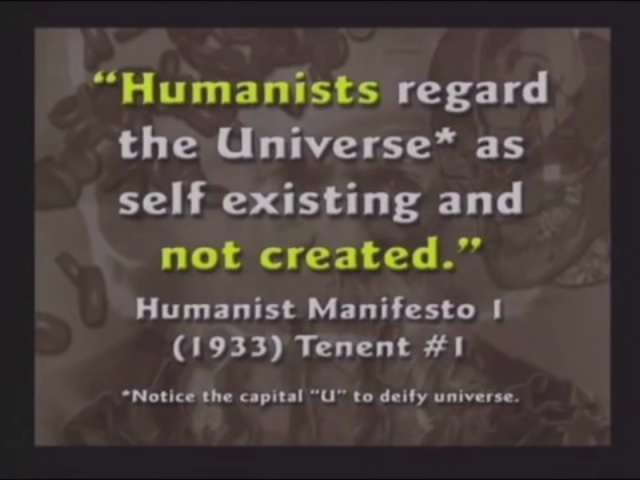 “Humanists regard
the Universe* as
self existing and
not created.”
Humanist Manifesto 1
(1933) Tenent #1
*Notice the capital "U" to deify universe.